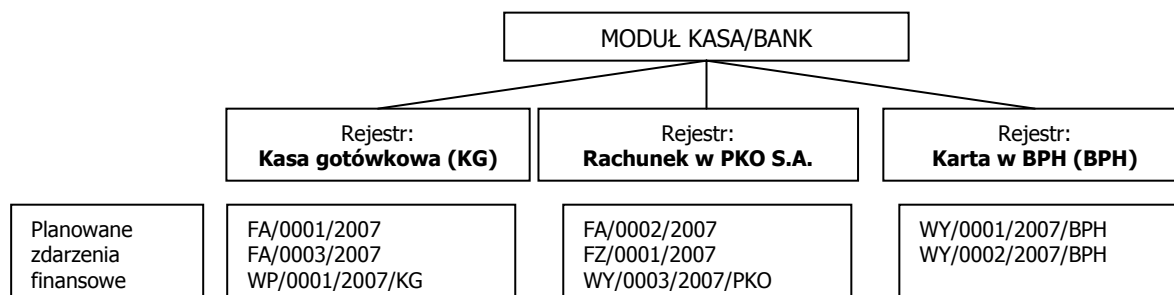 MODUŁ KASA/BANK
Rejestr:
Kasa gotówkowa (KG)
Rejestr:
Rachunek w PKO S.A.
Rejestr:
Karta w BPH (BPH)
Planowane
zdarzenia
finansowe
FA/0001/2007
FA/0003/2007
WP/0001/2007/KG
FA/0002/2007
FZ/0001/2007
WY/0003/2007/PKO
WY/0001/2007/BPH
WY/0002/2007/BPH